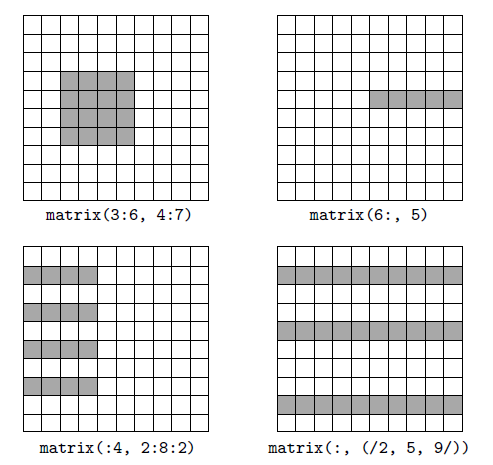 matrix(3:6, 4:7)
matrix(6:, 5)
matrix(:4, 2:8:2)
matrix(:, (/2, 5, 9/))